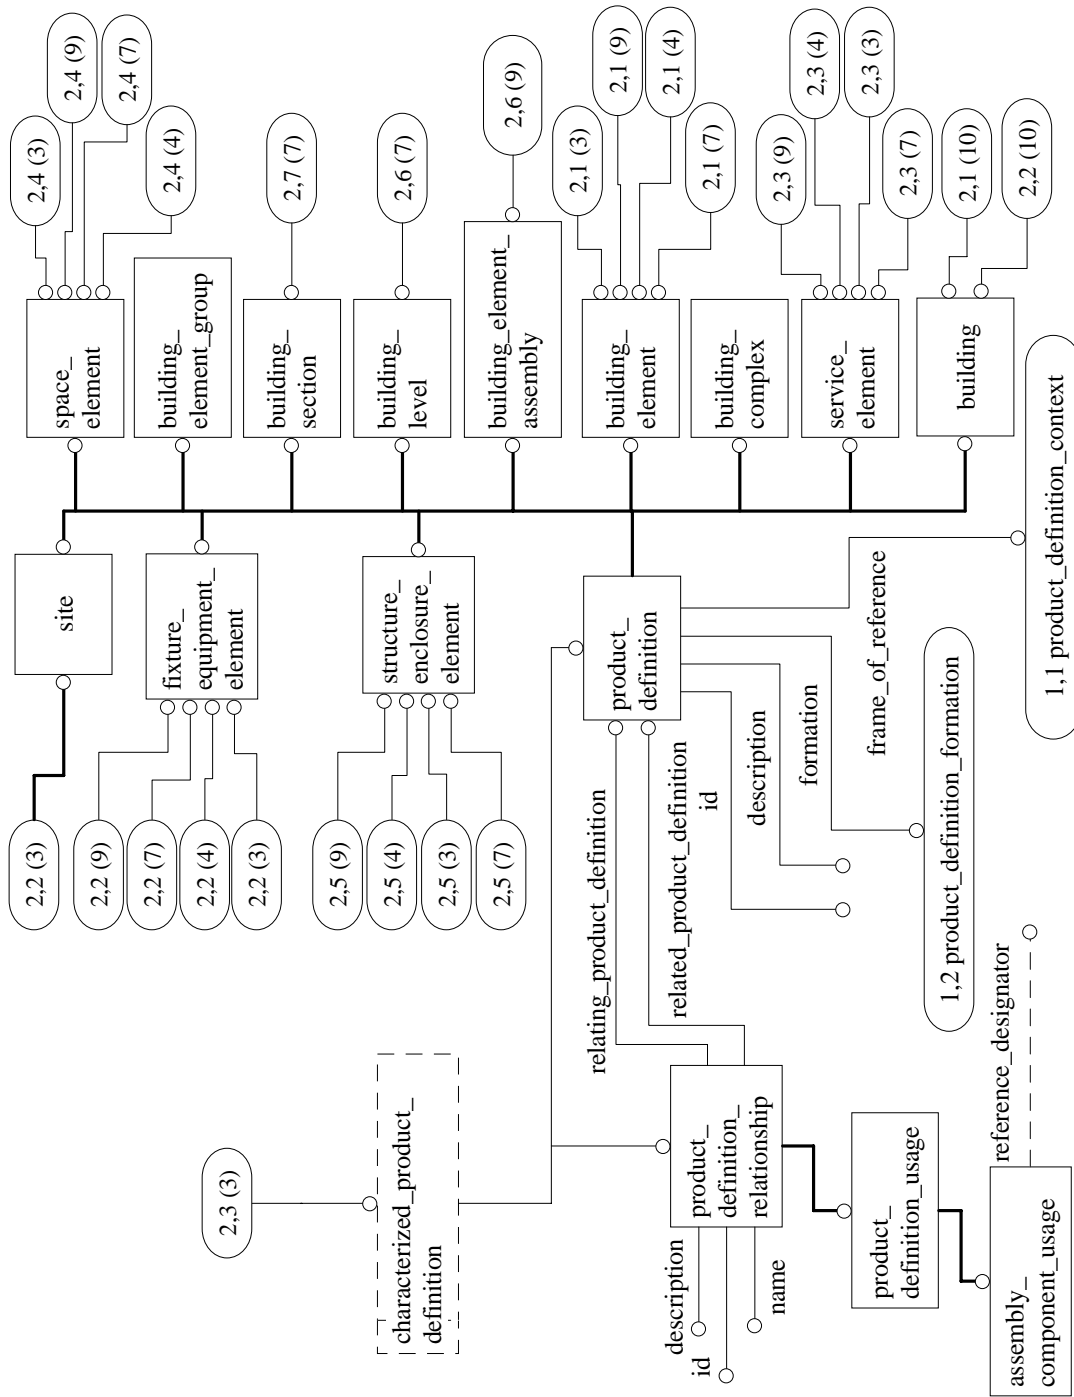 2,4 (3)
2,4 (9)
2,4 (7)
2,4 (4)
2,7 (7)
2,6 (7)
2,6 (9)
2,1 (3)
2,1 (9)
2,1 (4)
2,1 (7)
2,3 (9)
2,3 (4)
2,3 (3)
2,3 (7)
2,1 (10)
2,2 (10)
space_
element
building_
element_group
building_
section
building_
level
building_element_
assembly
building_
element
building_
complex
service_
element
building
site
fixture_
equipment_
element
structure_
enclosure_
element
product_
definition
frame_of_reference
1,1 product_definition_context
2,2 (3)
2,2 (9)
2,2 (7)
2,2 (4)
2,2 (3)
2,5 (9)
2,5 (4)
2,5 (3)
2,5 (7)
relating_product_definition
related_product_definition
id
description
formation
1,2 product_definition_formation
2,3 (3)
characterized_product_
definition
product_
definition_
relationship
description
id
name
product_
definition_usage
reference_designator
assembly_
component_usage